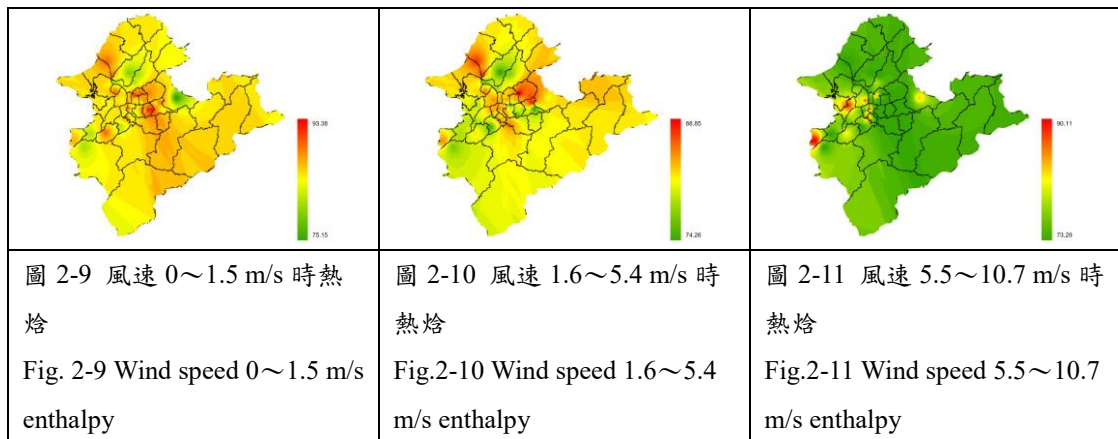 93.38
75.15
88.85
74.26
90.11
73.29
圖 2-9 風速 0～1.5 m/s 時熱
焓
Fig. 2-9 Wind speed 0～1.5 m/s
enthalpy
圖 2-10 風速 1.6～5.4 m/s 時
熱焓
Fig.2-10 Wind speed 1.6～5.4
m/s enthalpy
圖 2-11 風速 5.5～10.7 m/s 時
熱焓
Fig.2-11 Wind speed 5.5～10.7
m/s enthalpy